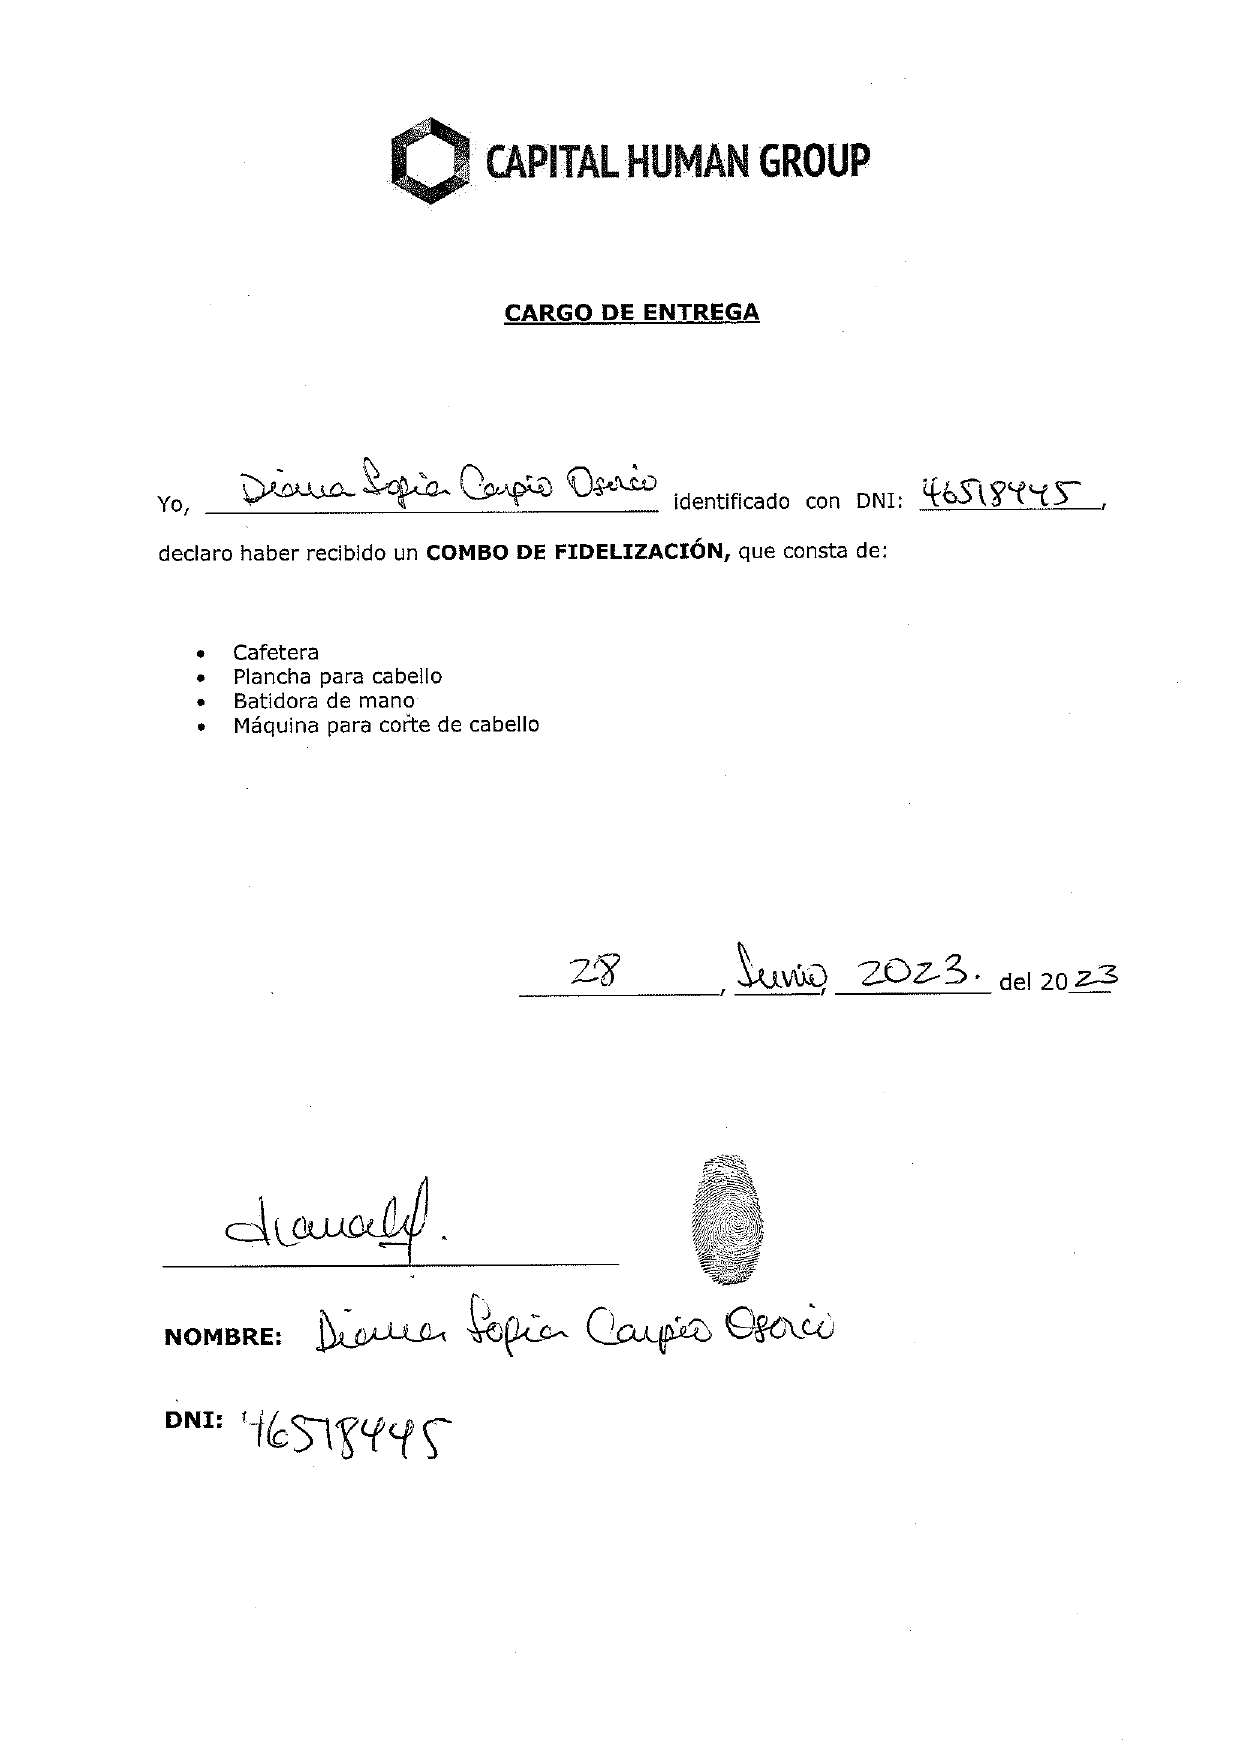 CAPITAL HUMAN GROUP
CARGO DE ENTREGA
Yo, Diana Sofia Carpio Osorio identificado con DNI: 46518445,
declaro haber recibido un COMBO DE FIDELIZACIÓN, que consta de:
• Cafetera
• Plancha para cabello
• Batidora de mano
• Máquina para corte de cabello
28, Junio, 2023. del 2023
NOMBRE: Diana Sofia Carpio Osorio
DNI: 46518445